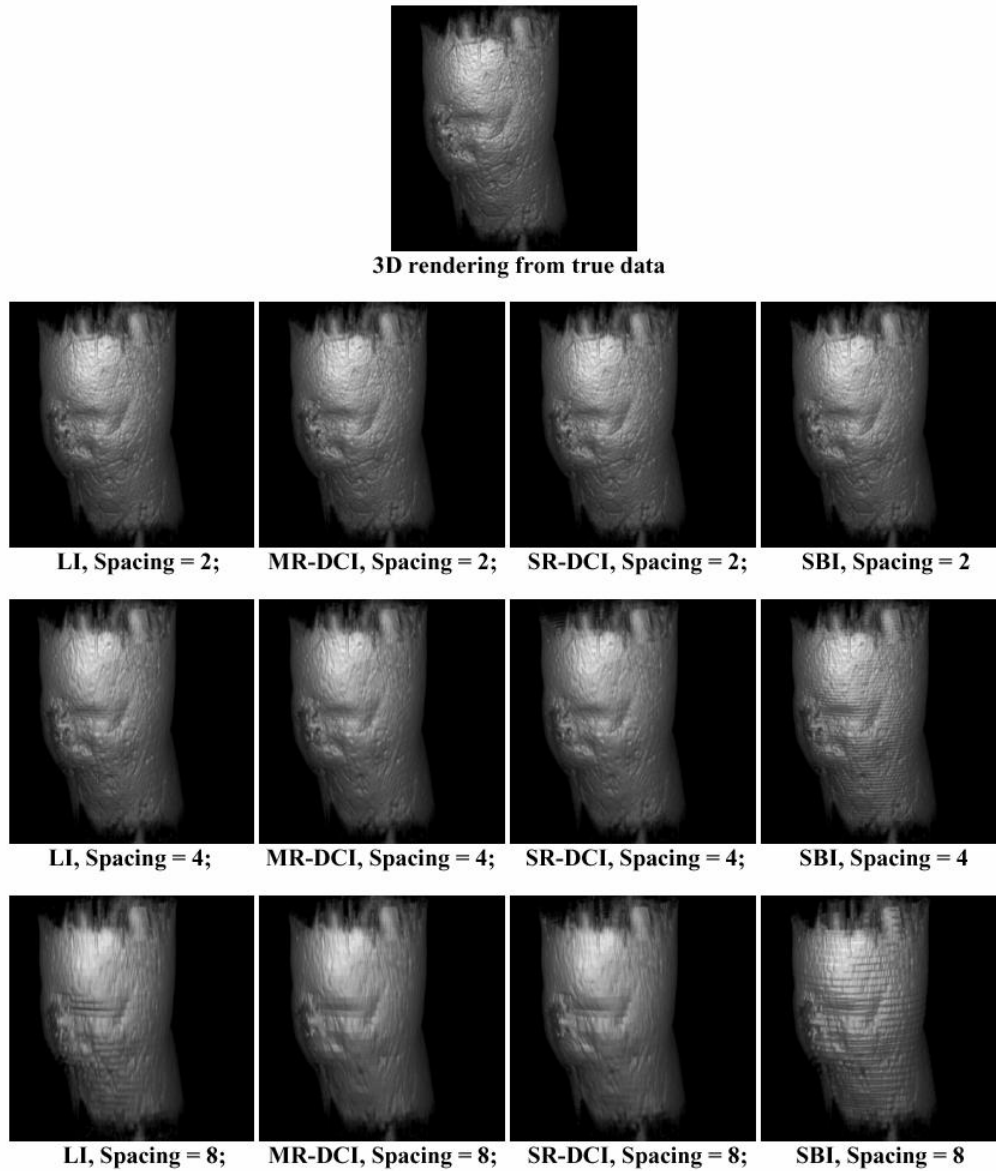 3D rendering from true data
LI, Spacing = 2; MR-DCI, Spacing = 2; SR-DCI, Spacing = 2; SBI, Spacing = 2
LI, Spacing = 4; MR-DCI, Spacing = 4; SR-DCI, Spacing = 4; SBI, Spacing = 4
LI, Spacing = 8; MR-DCI, Spacing = 8; SR-DCI, Spacing = 8; SBI, Spacing = 8